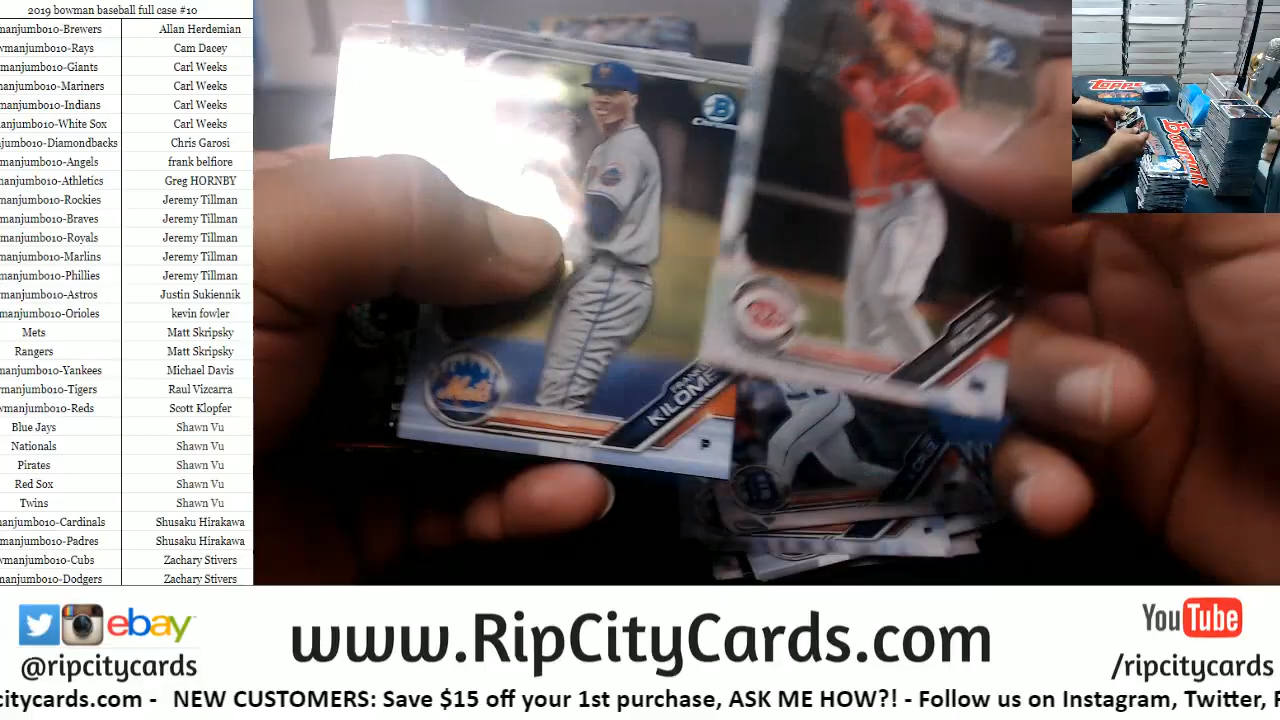 2019 bowman baseball full case #10
manjumbo10-Brewers Allan Herdemian
wmanjumbo10-Rays Cam Dacey
manjumbo10-Giants Carl Weeks
manjumbo10-Mariners Carl Weeks
manjumbo10-Indians Carl Weeks
manjumbo10-White Sox Carl Weeks
njumbo10-Diamondbacks Chris Garosi
manjumbo10-Angels frank belfiore
manjumbo10-Athletics Greg HORNBY
manjumbo10-Rockies Jeremy Tillman
manjumbo10-Braves Jeremy Tillman
manjumbo10-Royals Jeremy Tillman
manjumbo10-Marlins Jeremy Tillman
manjumbo10-Phillies Jeremy Tillman
manjumbo10-Astros Justin Sukiennik
manjumbo10-Orioles kevin fowler
Mets Matt Skripsky
Rangers Matt Skripsky
manjumbo10-Yankees Michael Davis
manjumbo10-Tigers Raul Vizcarra
wmanjumbo10-Reds Scott Klopfer
Blue Jays Shawn Vu
Nationals Shawn Vu
Pirates Shawn Vu
Red Sox Shawn Vu
Twins Shawn Vu
manjumbo10-Cardinals Shusaku Hirakawa
manjumbo10-Padres Shusaku Hirakawa
wmanjumbo10-Cubs Zachary Stivers
manjumbo10-Dodgers Zachary Stivers
Mets
KILOME
P
CRUZ
TOPPS
BOWMAN
ebay
@ripcitycards
www.RipCityCards.com
YouTube
/ripcitycards
citycards.com - NEW CUSTOMERS: Save $15 off your 1st purchase, ASK ME HOW?! - Follow us on Instagram, Twitter, F